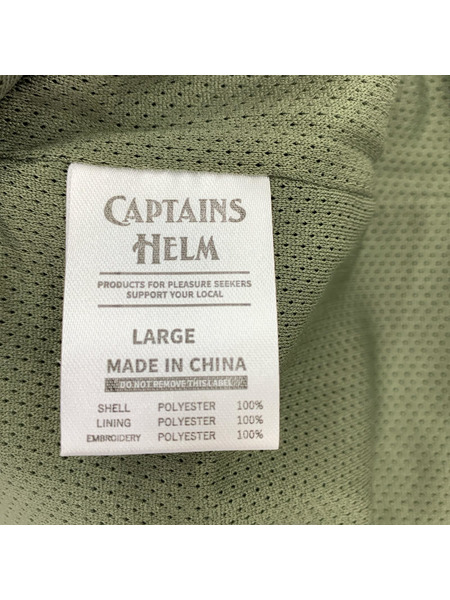 CAPTAINS
HELM
PRODUCTS FOR PLEASURE SEEKERS
SUPPORT YOUR LOCAL
LARGE
MADE IN CHINA
DO NOT REMOVE THIS LABEL
SHELL POLYESTER 100%
LINING POLYESTER 100%
EMBROIDERY POLYESTER 100%